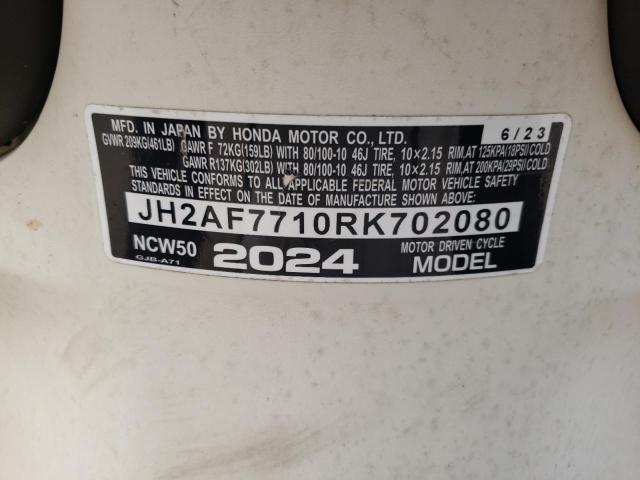 MFD. IN JAPAN BY HONDA MOTOR CO., LTD. 6/23
GVWR 209KG(461LB) GAWR F 72KG(159LB) WITH 80/100-10 46J TIRE, 10×2.15 RIM, AT 125KPA(18PSI)COLD
GAWR R137KG(302LB) WITH 80/100-10 46J TIRE, 10×2.15 RIM, AT 200KPA(29PSI)COLD
THIS VEHICLE CONFORMS TO ALL APPLICABLE FEDERAL MOTOR VEHICLE SAFETY
STANDARDS IN EFFECT ON THE DATE OF MANUFACTURE SHOWN ABOVE:
JH2AF7710RK702080
NCW50 2024 MOTOR DRIVEN CYCLE
GJB-A71 MODEL